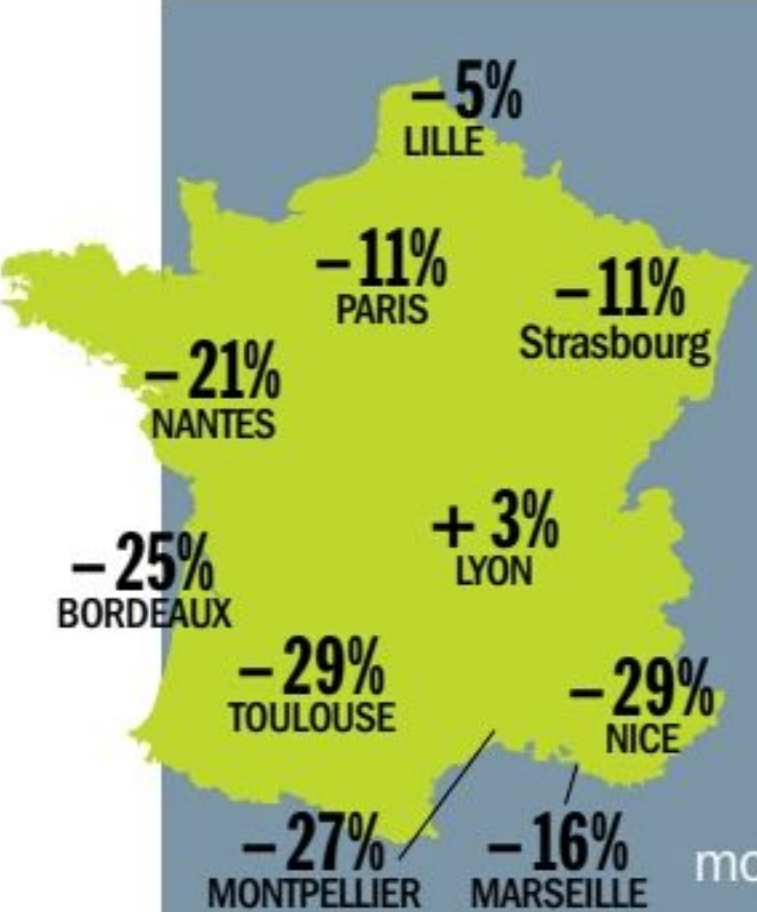 – 5%
LILLE
– 11%
PARIS
– 11%
Strasbourg
– 21%
NANTES
+ 3%
LYON
– 25%
BORDEAUX
– 29%
TOULOUSE
– 29%
NICE
– 27%
MONTPELLIER
– 16%
MARSEILLE